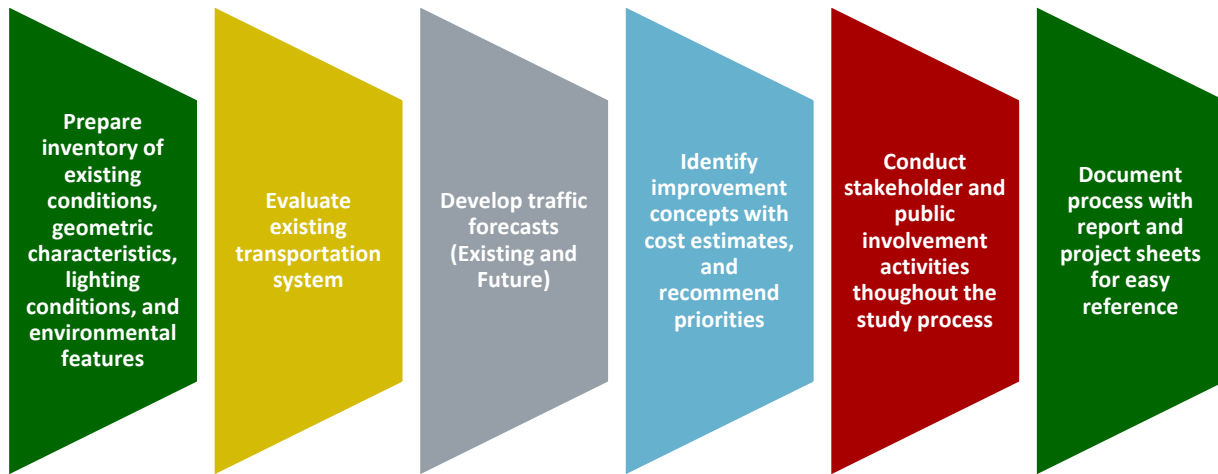 Prepare
inventory of
existing
conditions,
geometric
characteristics,
lighting
conditions, and
environmental
features
Evaluate
existing
transportation
system
Develop traffic
forecasts
(Existing and
Future)
Identify
improvement
concepts with
cost estimates,
and
recommend
priorities
Conduct
stakeholder and
public
involvement
activities
thoughout the
study process
Document
process with
report and
project sheets
for easy
reference